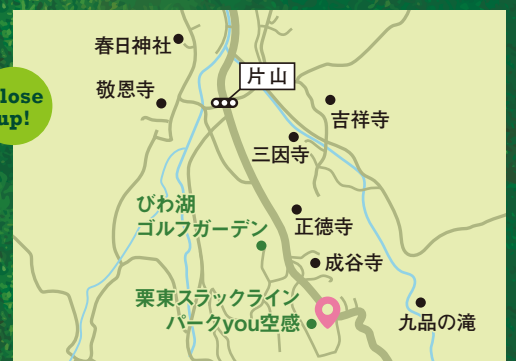 春日神社
片山
敬恩寺
lose
up!
吉祥寺
三因寺
びわ湖
ゴルフガーデン
正徳寺
成谷寺
栗東スラックライン
パークyou空感
九品の滝